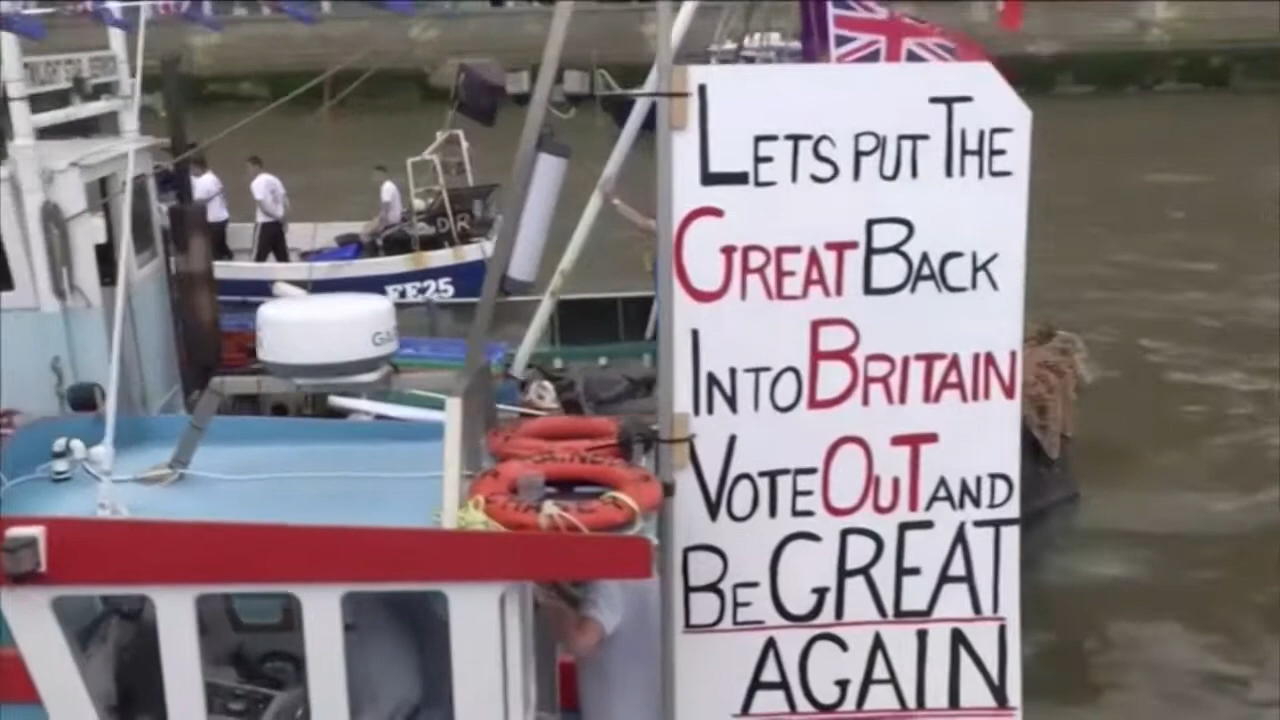 LETS PUT THE
GREAT BACK
INTO BRITAIN
VOTE OUT AND
BE GREAT
AGAIN
FE25